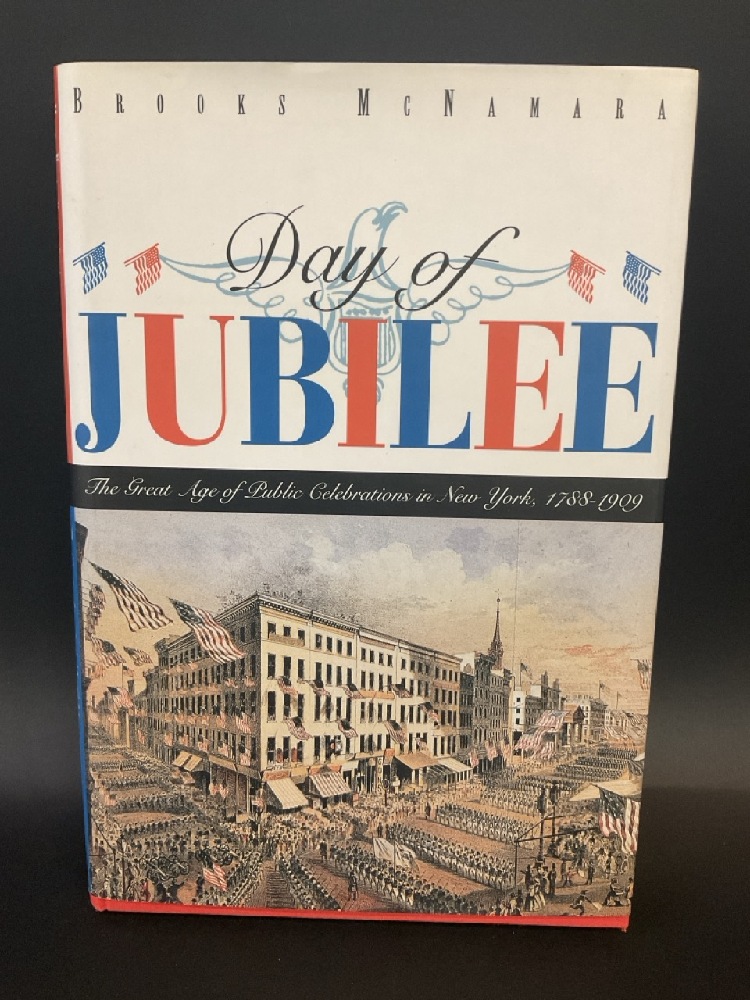 BROOKS MCNAMARA
Day of
JUBILEE
The Great Age of Public Celebrations in New York, 1788-1909